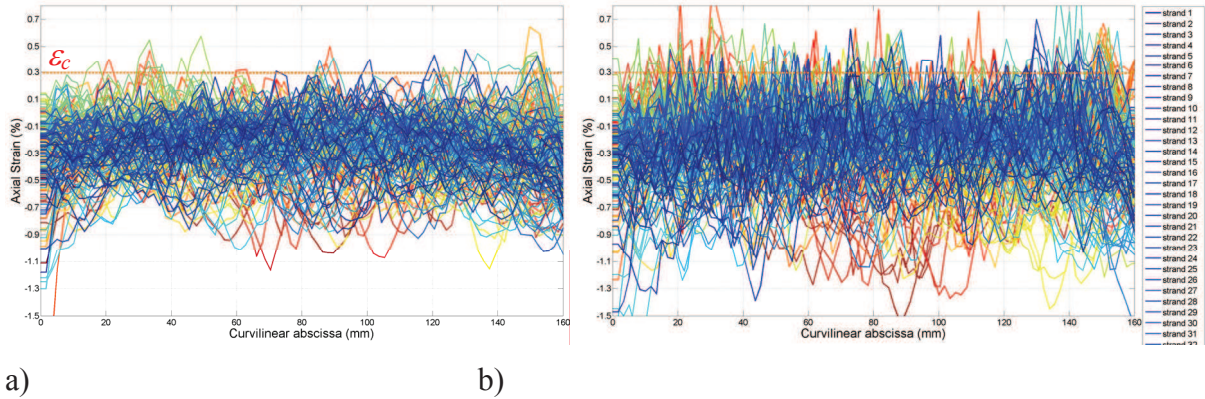 0.7
0.5
0.3
0.1
-0.1
-0.3
-0.5
-0.7
-0.9
-1.1
-1.3
-1.5
Axial Strain (%)
εc
0 20 40 60 80 100 120 140 160
Curvilinear abscissa (mm)
a)
0.7
0.5
0.3
0.1
-0.1
-0.3
-0.5
-0.7
-0.9
-1.1
-1.3
-1.5
Axial Strain (%)
0 20 40 60 80 100 120 140 160
Curvilinear abscissa (mm)
b)
strand 1
strand 2
strand 3
strand 4
strand 5
strand 6
strand 7
strand 8
strand 9
strand 10
strand 11
strand 12
strand 13
strand 14
strand 15
strand 16
strand 17
strand 18
strand 19
strand 20
strand 21
strand 22
strand 23
strand 24
strand 25
strand 26
strand 27
strand 28
strand 29
strand 30
strand 31
strand 32